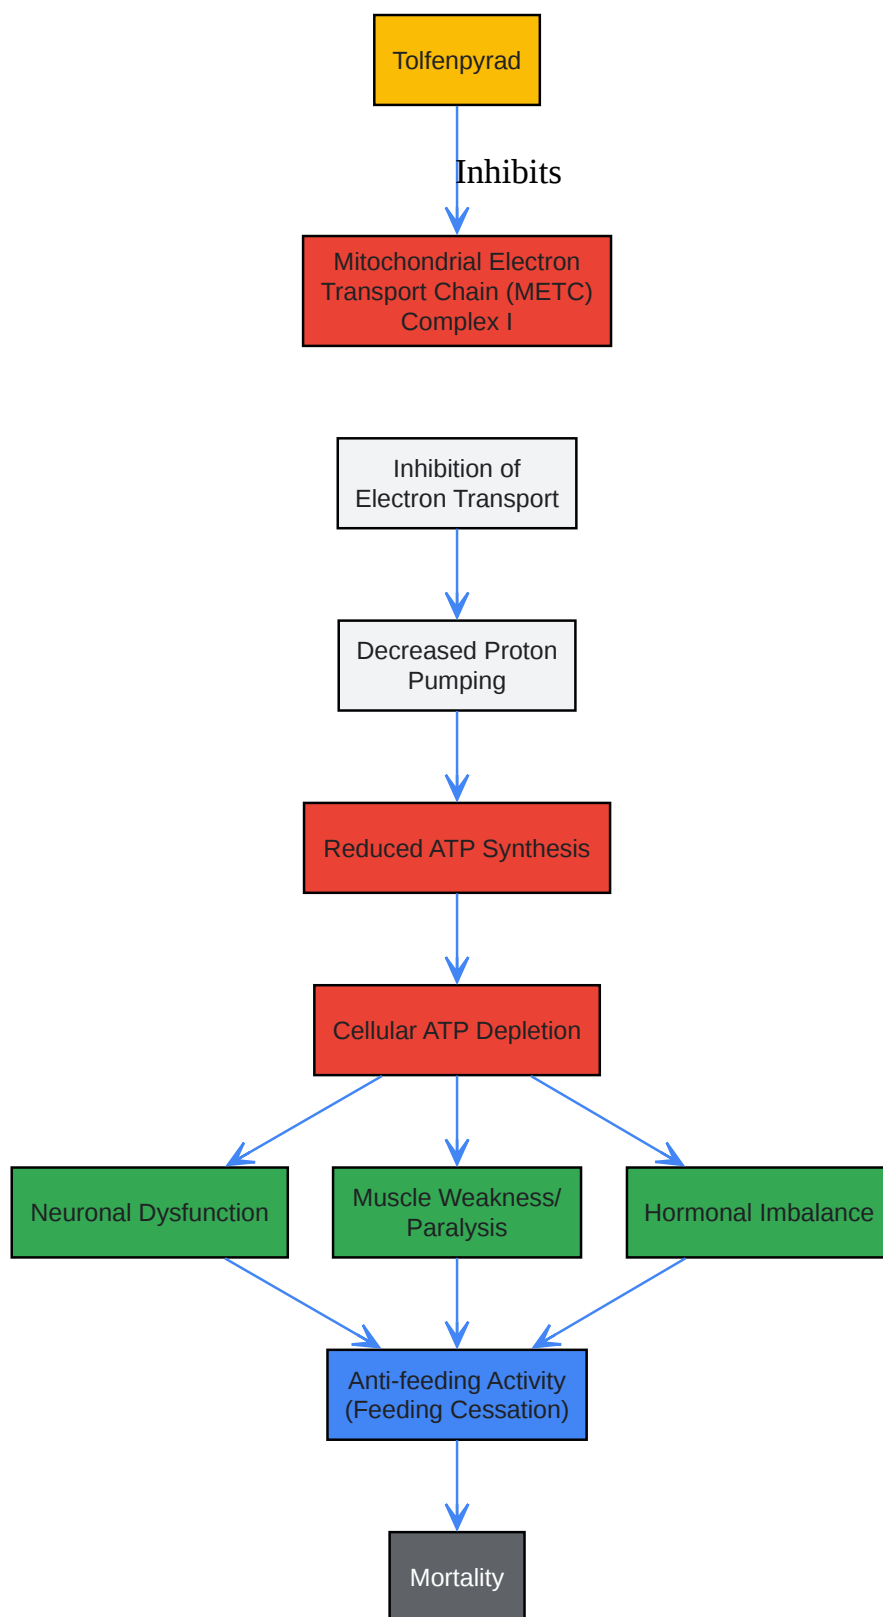 Tolfenpyrad
Inhibits
Mitochondrial Electron
Transport Chain (METC)
Complex I
Inhibition of
Electron Transport
Decreased Proton
Pumping
Reduced ATP Synthesis
Cellular ATP Depletion
Neuronal Dysfunction
Muscle Weakness/
Paralysis
Hormonal Imbalance
Anti-feeding Activity
(Feeding Cessation)
Mortality